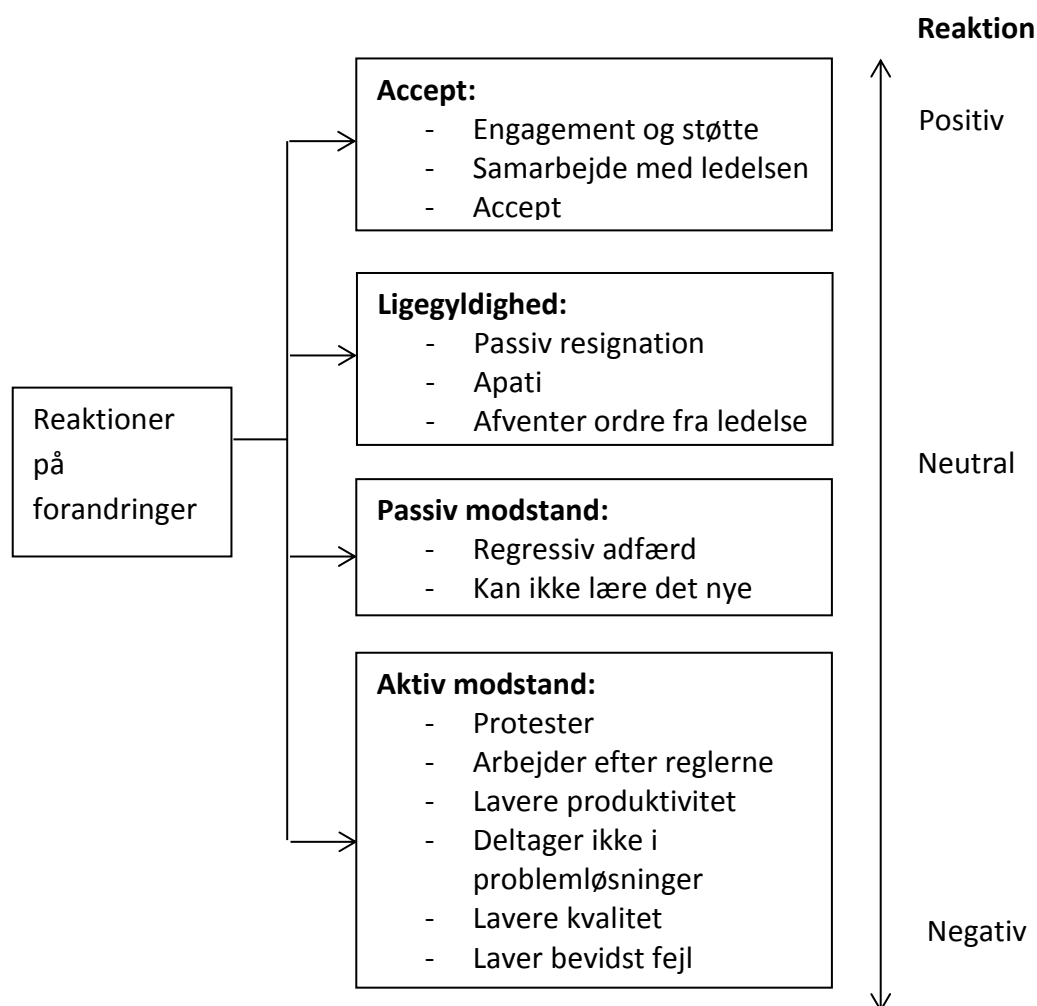 Reaktion
Accept:
- Engagement og støtte
- Samarbejde med ledelsen
- Accept
Positiv
Ligegyldighed:
- Passiv resignation
- Apati
- Afventer ordre fra ledelse
Reaktioner
på
forandringer
Neutral
Passiv modstand:
- Regressiv adfærd
- Kan ikke lære det nye
Aktiv modstand:
- Protester
- Arbejder efter reglerne
- Lavere produktivitet
- Deltager ikke i
problemløsninger
- Lavere kvalitet
- Laver bevidst fejl
Negativ